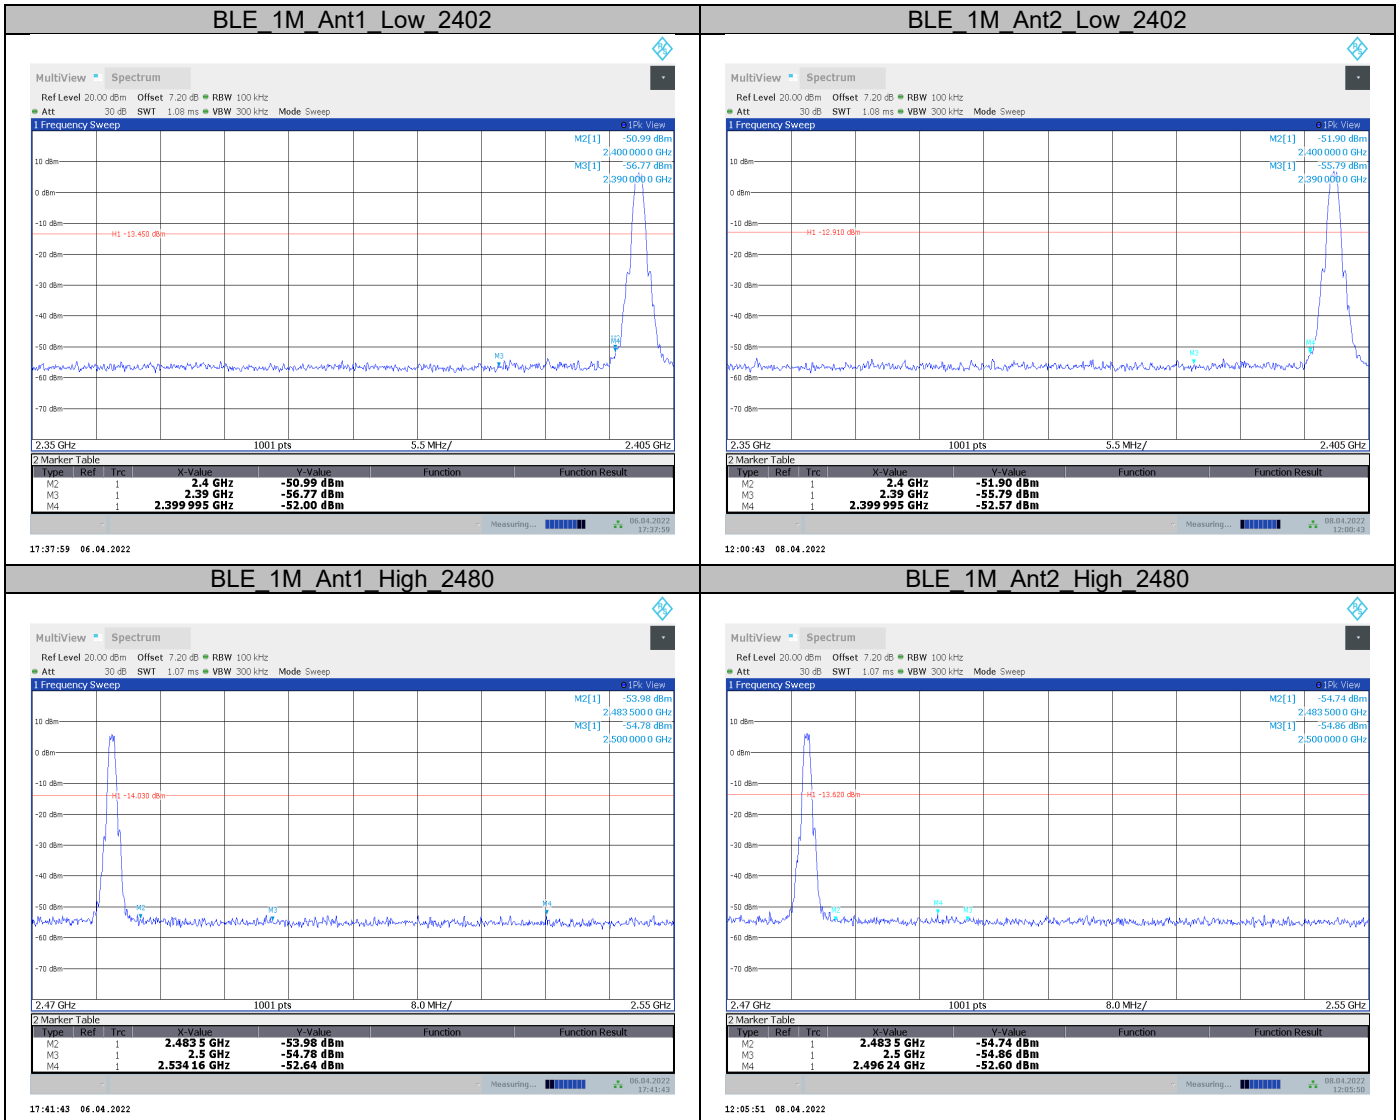 BLE_1M_Ant1_Low_2402
MultiView Spectrum
Ref Level 20.00 dBm Offset 7.20 dB RBW 100 kHz
Att 30 dB SWT 1.08 ms VBW 300 kHz Mode Sweep
1 Frequency Sweep 1Pk View
M2[1] -50.99 dBm
2.400 000 0 GHz
M3[1] -56.77 dBm
2.390 000 0 GHz
10 dBm
0 dBm
-10 dBm
H1 -13.450 dBm
-20 dBm
-30 dBm
-40 dBm
-50 dBm
M3
M4
-60 dBm
-70 dBm
2.35 GHz 1001 pts 5.5 MHz/ 2.405 GHz
2 Marker Table
Type Ref Trc X-Value Y-Value Function Function Result
M2 1 2.4 GHz -50.99 dBm
M3 1 2.39 GHz -56.77 dBm
M4 1 2.399 995 GHz -52.00 dBm
Measuring... 06.04.2022
17:37:59
17:37:59 06.04.2022
BLE_1M_Ant2_Low_2402
MultiView Spectrum
Ref Level 20.00 dBm Offset 7.20 dB RBW 100 kHz
Att 30 dB SWT 1.08 ms VBW 300 kHz Mode Sweep
1 Frequency Sweep 1Pk View
M2[1] -51.90 dBm
2.400 000 0 GHz
M3[1] -55.79 dBm
2.390 000 0 GHz
10 dBm
0 dBm
-10 dBm
H1 -12.910 dBm
-20 dBm
-30 dBm
-40 dBm
-50 dBm
M3
-60 dBm
-70 dBm
2.35 GHz 1001 pts 5.5 MHz/ 2.405 GHz
2 Marker Table
Type Ref Trc X-Value Y-Value Function Function Result
M2 1 2.4 GHz -51.90 dBm
M3 1 2.39 GHz -55.79 dBm
M4 1 2.399 995 GHz -52.57 dBm
Measuring... 08.04.2022
12:00:43
12:00:43 08.04.2022
BLE_1M_Ant1_High_2480
MultiView Spectrum
Ref Level 20.00 dBm Offset 7.20 dB RBW 100 kHz
Att 30 dB SWT 1.07 ms VBW 300 kHz Mode Sweep
1 Frequency Sweep 1Pk View
M2[1] -53.98 dBm
2.483 500 0 GHz
M3[1] -54.78 dBm
2.500 000 0 GHz
10 dBm
0 dBm
-10 dBm
H1 -14.030 dBm
-20 dBm
-30 dBm
-40 dBm
-50 dBm
M2 M3 M4
-60 dBm
-70 dBm
2.47 GHz 1001 pts 8.0 MHz/ 2.55 GHz
2 Marker Table
Type Ref Trc X-Value Y-Value Function Function Result
M2 1 2.483 5 GHz -53.98 dBm
M3 1 2.5 GHz -54.78 dBm
M4 1 2.534 16 GHz -52.64 dBm
Measuring... 06.04.2022
17:41:43
17:41:43 06.04.2022
BLE_1M_Ant2_High_2480
MultiView Spectrum
Ref Level 20.00 dBm Offset 7.20 dB RBW 100 kHz
Att 30 dB SWT 1.07 ms VBW 300 kHz Mode Sweep
1 Frequency Sweep 1Pk View
M2[1] -54.74 dBm
2.483 500 0 GHz
M3[1] -54.86 dBm
2.500 000 0 GHz
10 dBm
0 dBm
-10 dBm
H1 -13.620 dBm
-20 dBm
-30 dBm
-40 dBm
-50 dBm
M2 M4 M3
-60 dBm
-70 dBm
2.47 GHz 1001 pts 8.0 MHz/ 2.55 GHz
2 Marker Table
Type Ref Trc X-Value Y-Value Function Function Result
M2 1 2.483 5 GHz -54.74 dBm
M3 1 2.5 GHz -54.86 dBm
M4 1 2.496 24 GHz -52.60 dBm
Measuring... 08.04.2022
12:05:50
12:05:51 08.04.2022